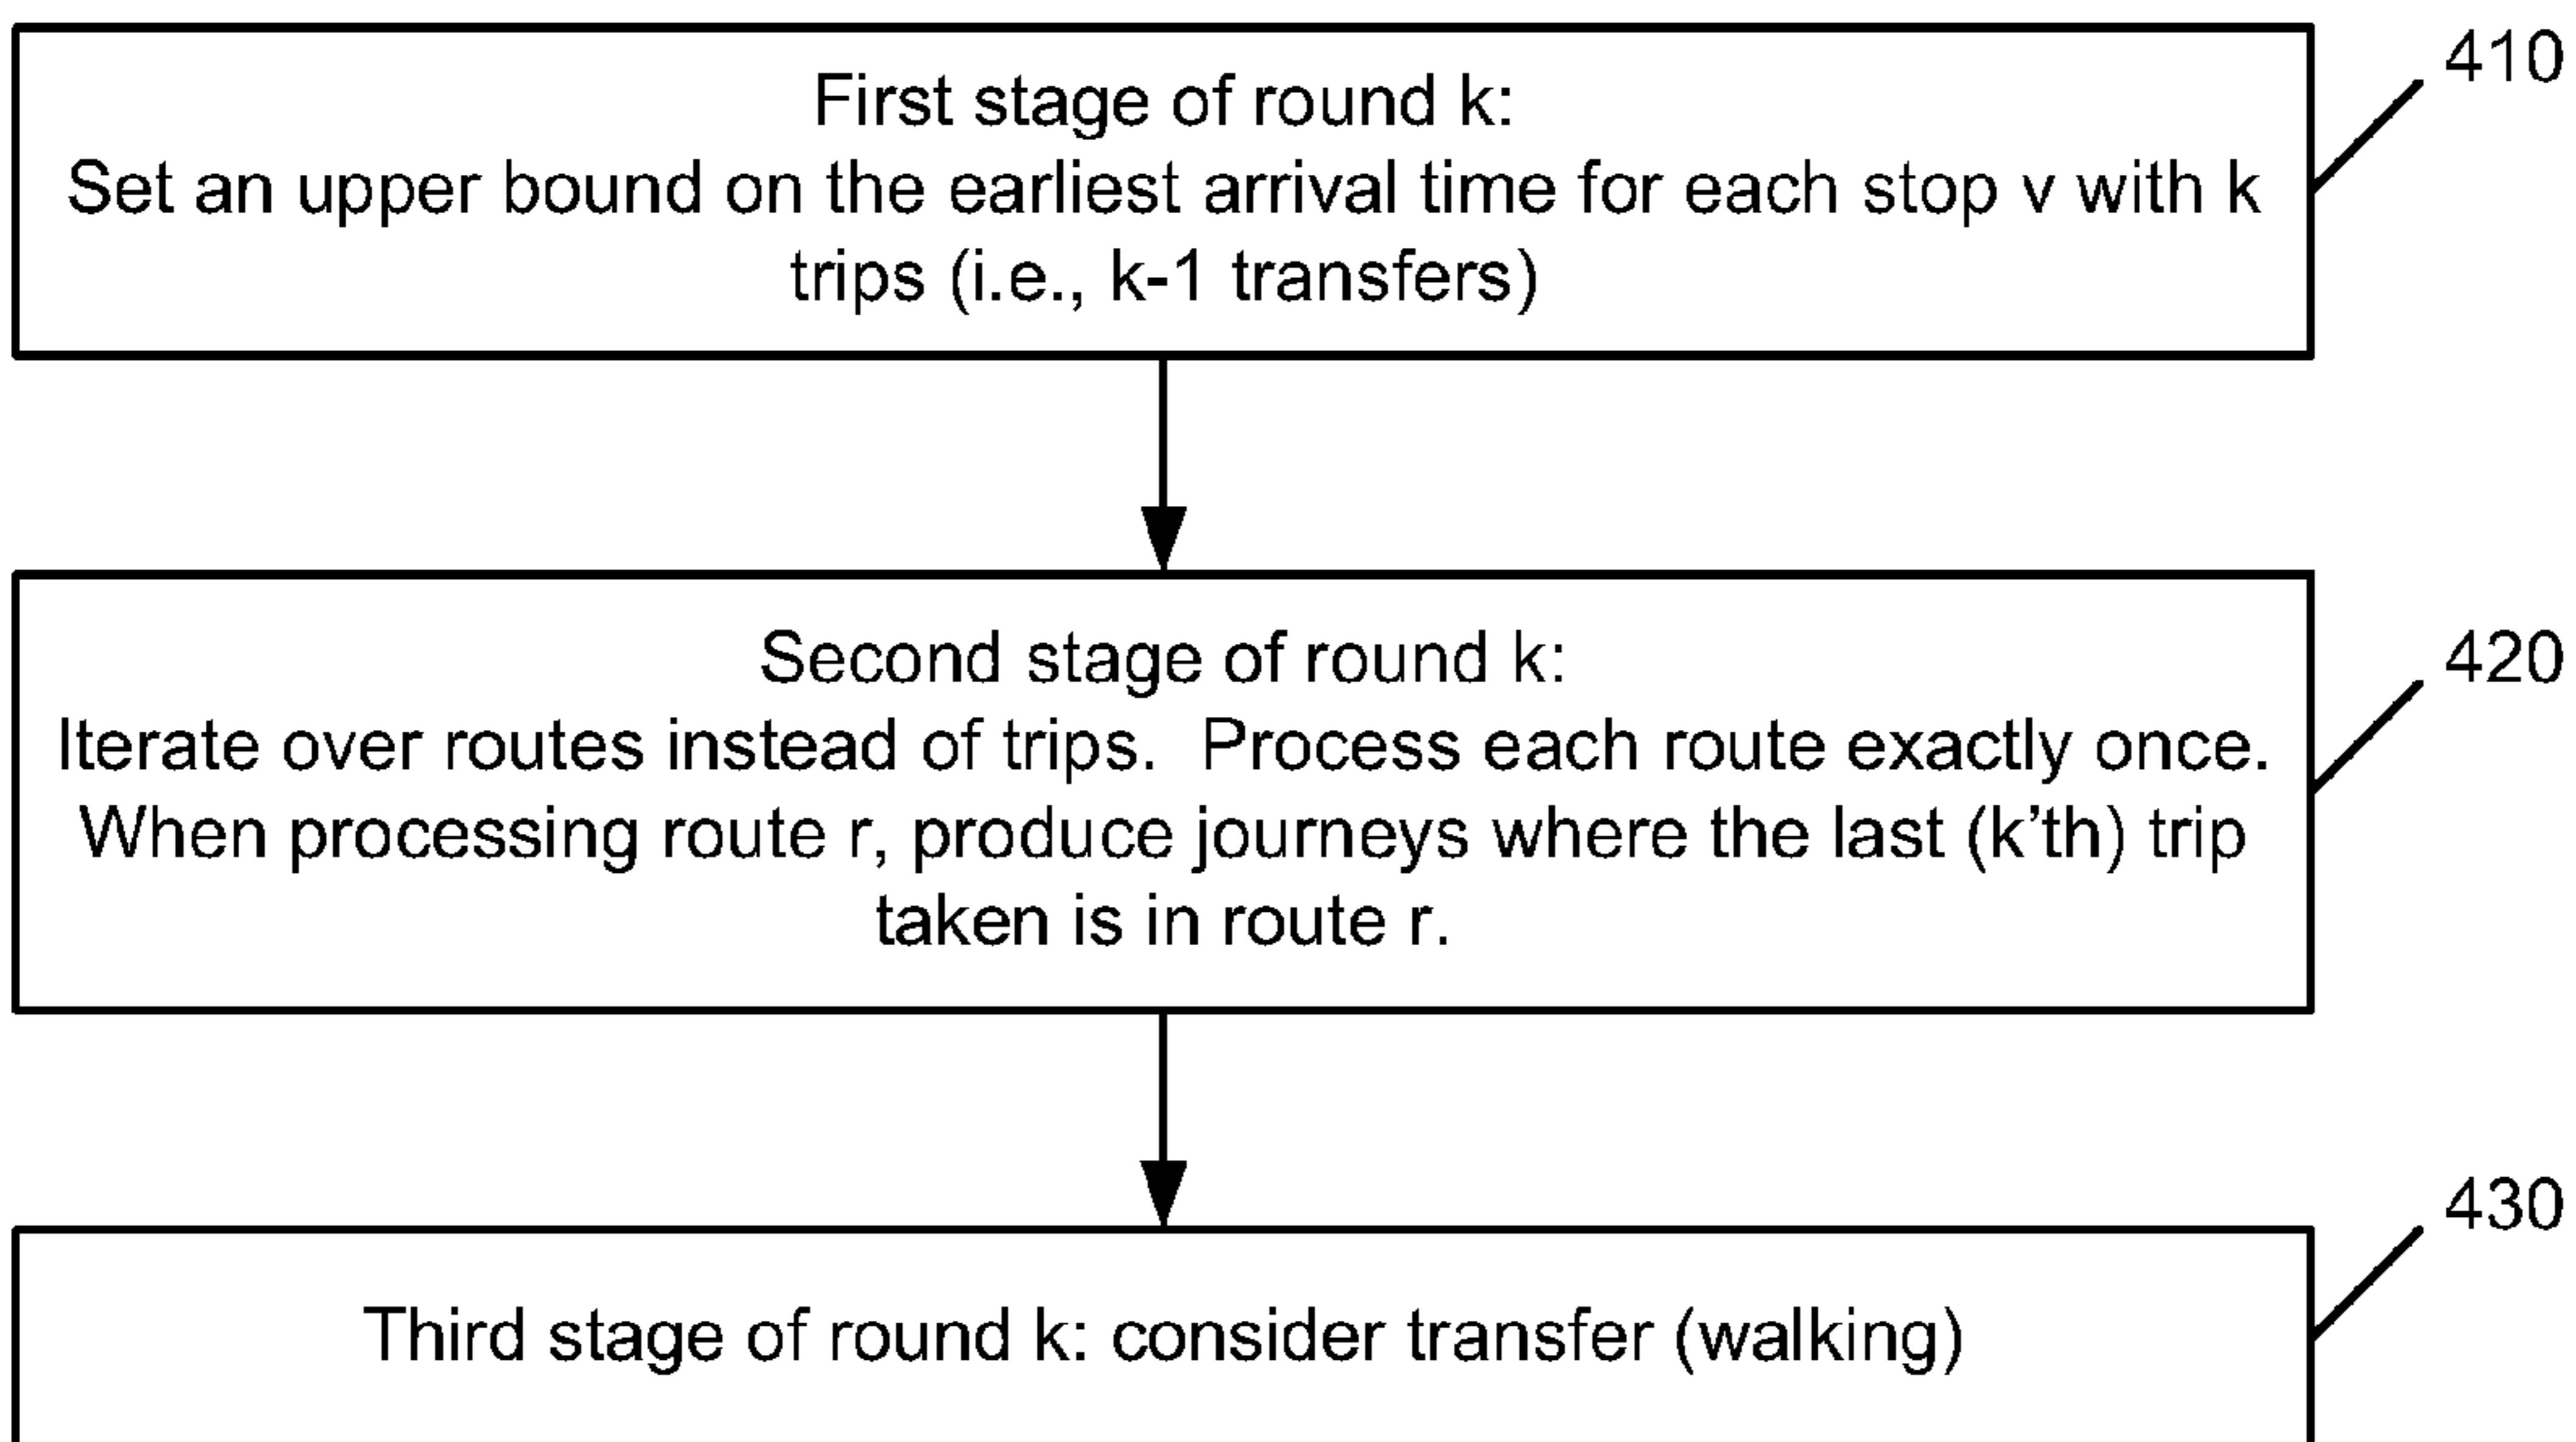 First stage of round k:
Set an upper bound on the earliest arrival time for each stop v with k
trips (i.e., k-1 transfers)
410
Second stage of round k:
Iterate over routes instead of trips.  Process each route exactly once.
When processing route r, produce journeys where the last (k’th) trip
taken is in route r.
420
Third stage of round k: consider transfer (walking)
430